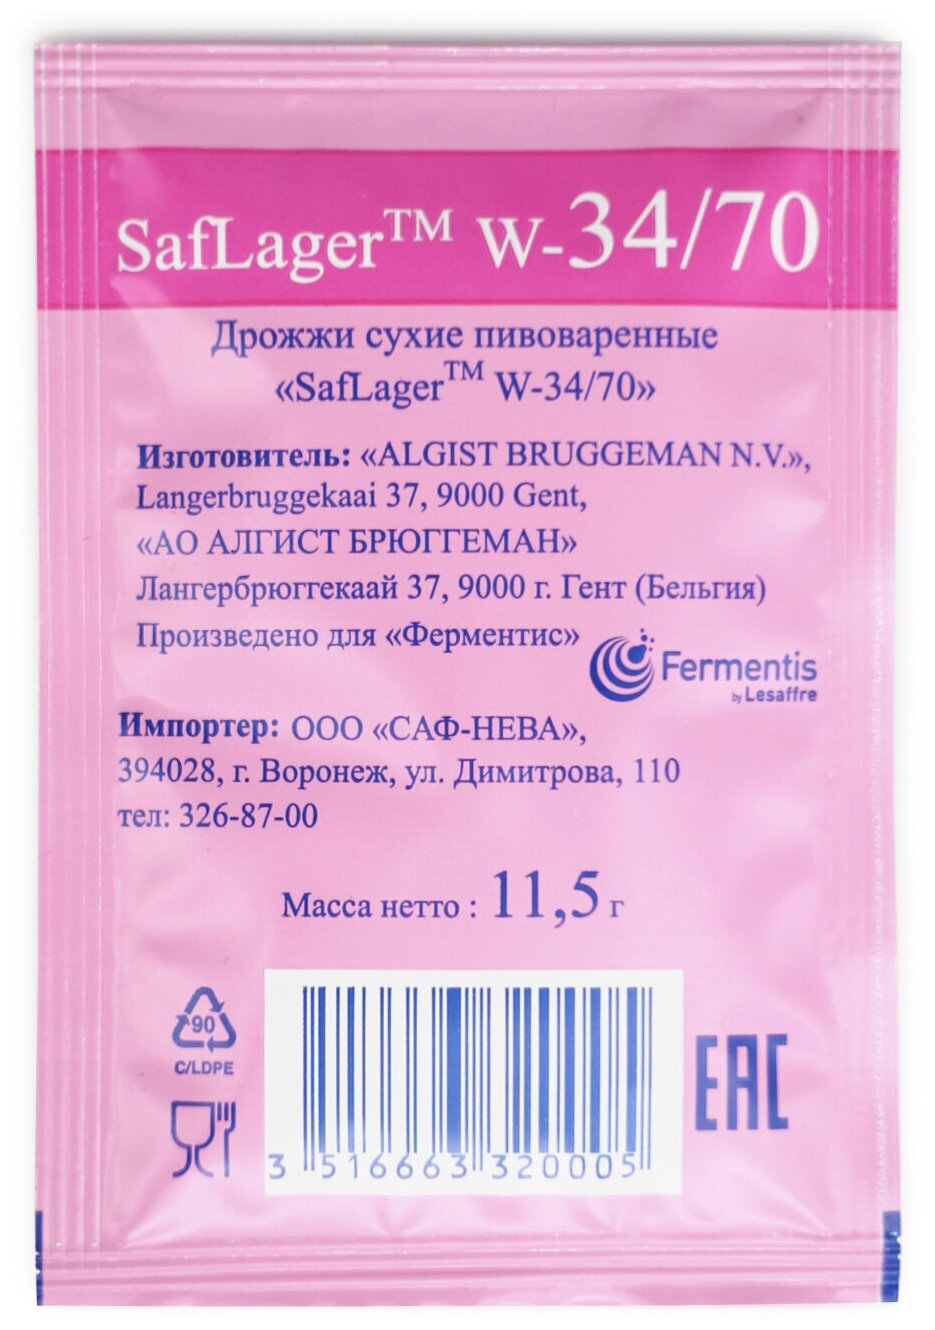 SafLager™ W-34/70
Дрожжи сухие пивоваренные
«SafLager™ W-34/70»
Изготовитель: «ALGIST BRUGGEMAN N.V.»,
Langerbruggekaai 37, 9000 Gent,
«АО АЛГИСТ БРЮГГЕМАН»
Лангербрюггекаай 37, 9000 г. Гент (Бельгия)
Произведено для «Ферментис»
Fermentis
by Lesaffre
Импортер: ООО «САФ-НЕВА»,
394028, г. Воронеж, ул. Димитрова, 110
тел: 326-87-00
Масса нетто : 11,5 г
90
C/LDPE
EAC
3 516663 320005